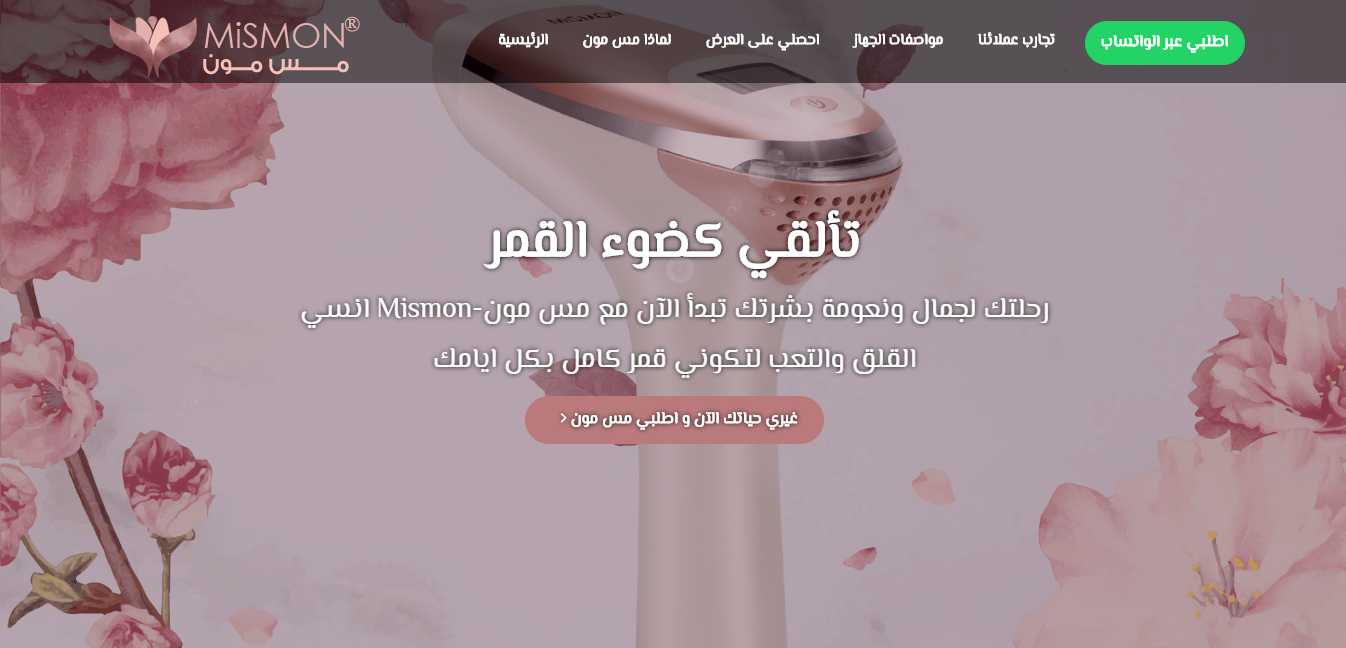 MiSMON®
مس مون
الرئيسية
لماذا مس مون
احصلي على العرض
مواصفات الجهاز
تجارب عملائنا
اطلبي عبر الواتساب
MiSMON
تألقي كضوء القمر
رحلتك لجمال ونعومة بشرتك تبدأ الآن مع مس مون-Mismon انسي
القلق والتعب لتكوني قمر كامل بكل ايامك
غيري حياتك الآن و اطلبي مس مون